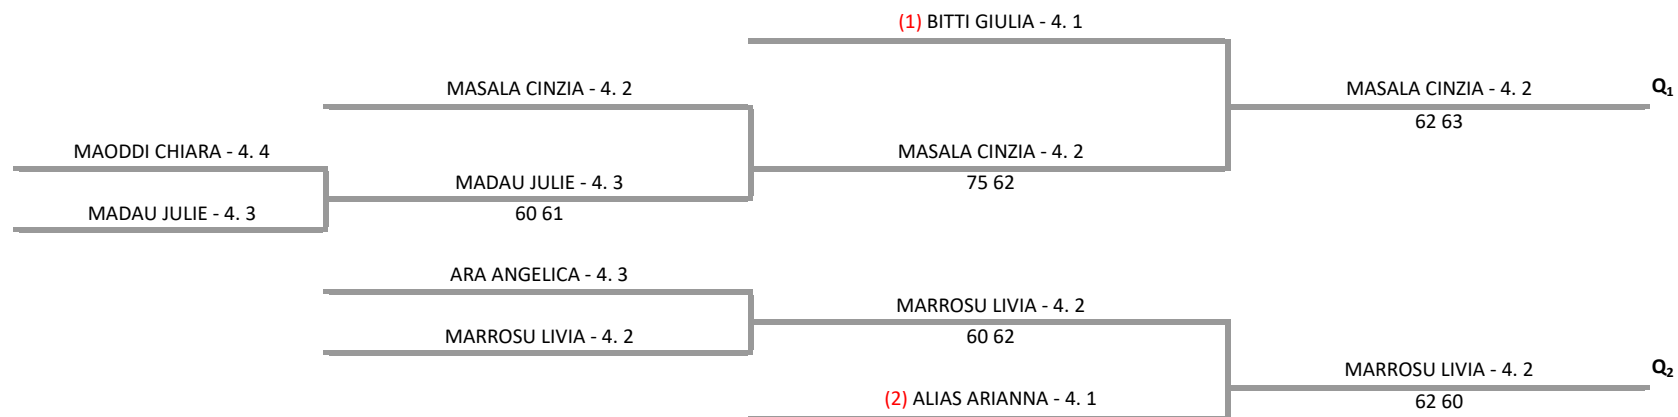 (1) BITTI GIULIA - 4. 1
MASALA CINZIA - 4. 2
MASALA CINZIA - 4. 2
Q₁
62 63
MAODDI CHIARA - 4. 4
MASALA CINZIA - 4. 2
75 62
MADAU JULIE - 4. 3
60 61
MADAU JULIE - 4. 3
ARA ANGELICA - 4. 3
MARROSU LIVIA - 4. 2
60 62
MARROSU LIVIA - 4. 2
MARROSU LIVIA - 4. 2
Q₂
62 60
(2) ALIAS ARIANNA - 4. 1